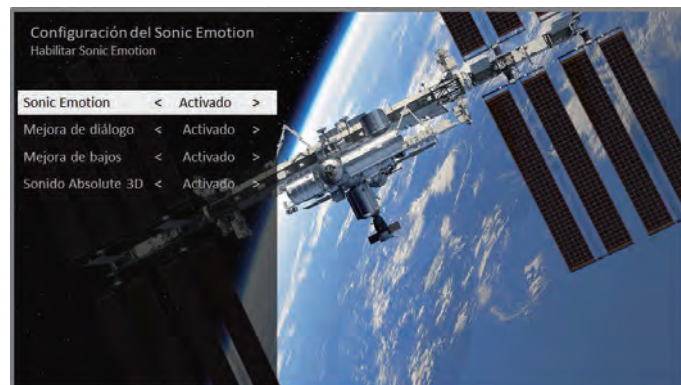 Configuración del Sonic Emotion
Habilitar Sonic Emotion
Sonic Emotion < Activado >
Mejora de diálogo < Activado >
Mejora de bajos < Activado >
Sonido Absolute 3D < Activado >